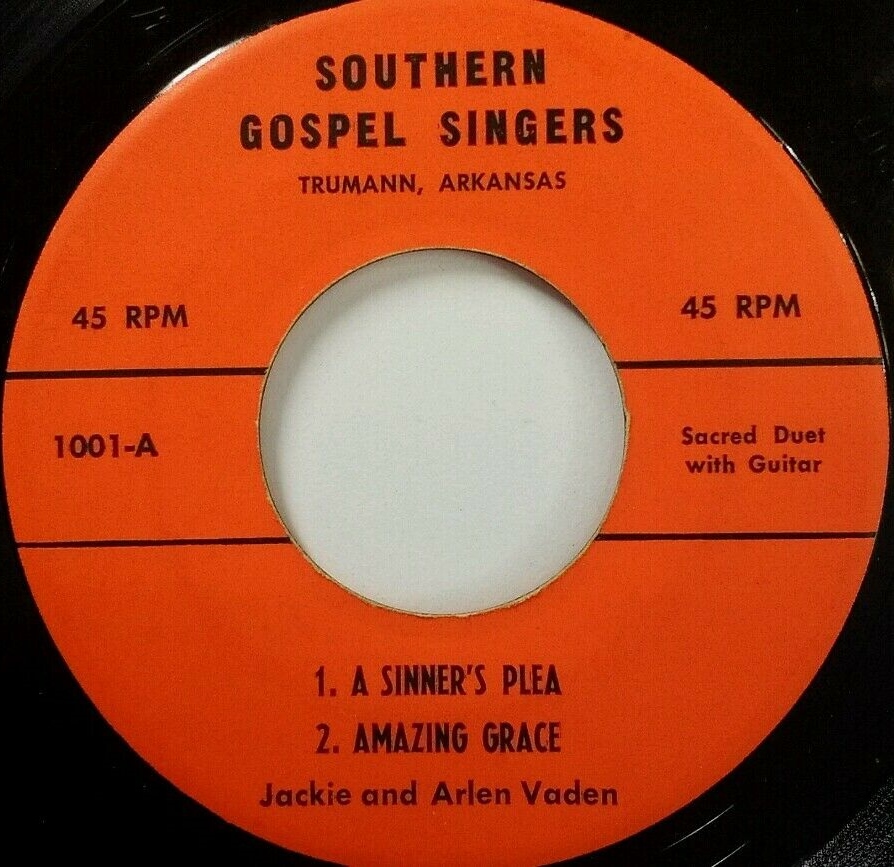 SOUTHERN
GOSPEL SINGERS
TRUMANN, ARKANSAS
45 RPM
45 RPM
1001-A
Sacred Duet
with Guitar
1. A SINNER'S PLEA
2. AMAZING GRACE
Jackie and Arlen Vaden